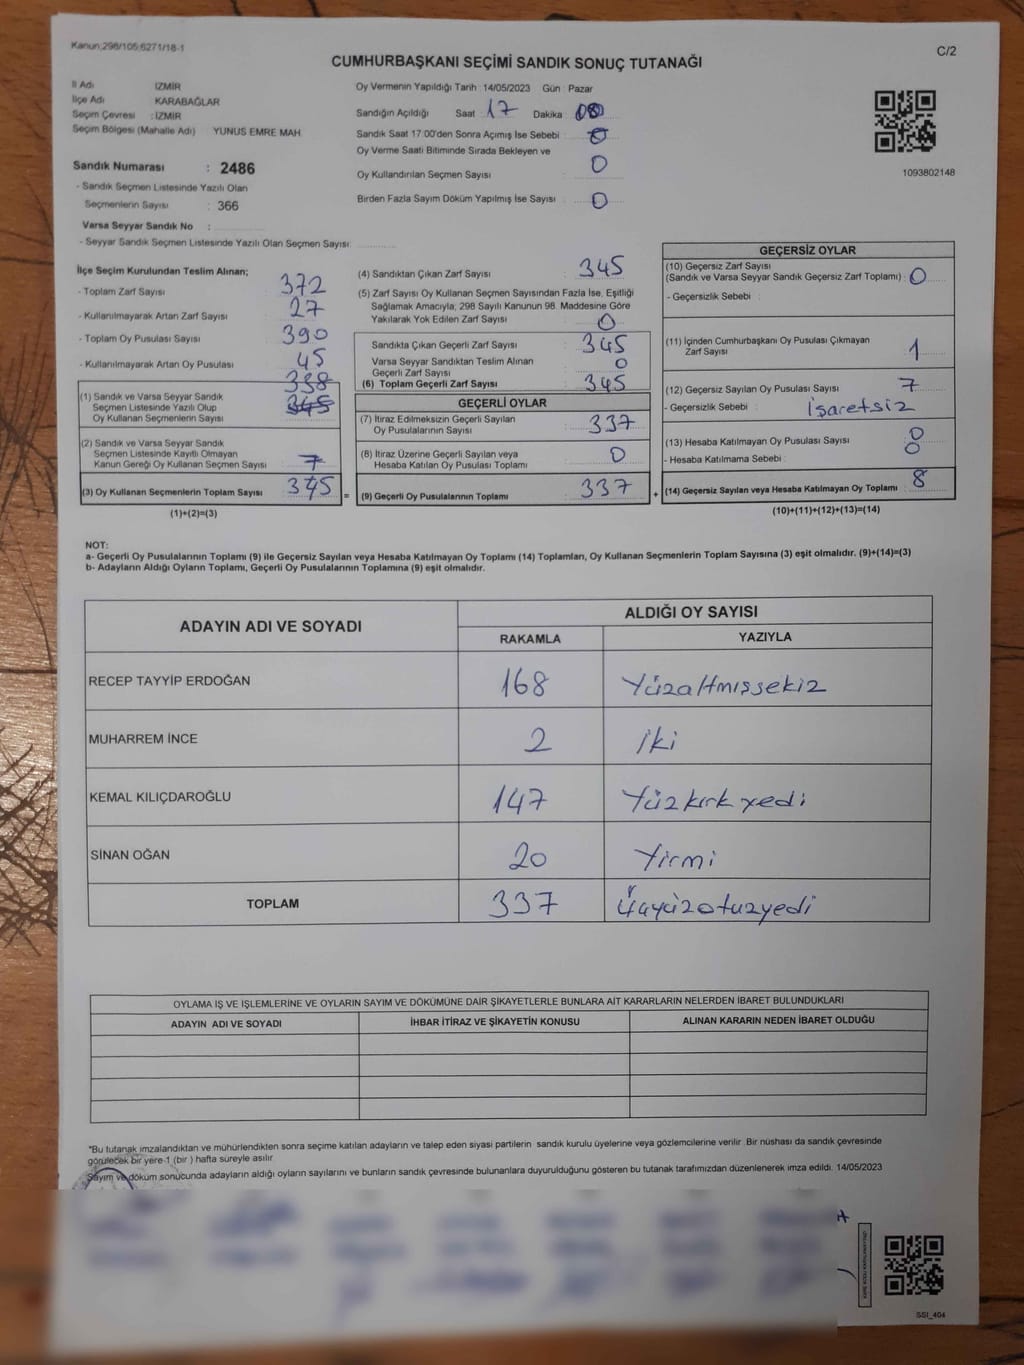 Kanun:298/105;6271/18-1
C/2
CUMHURBAŞKANI SEÇİMİ SANDIK SONUÇ TUTANAĞI
İl Adı İZMİR
İlçe Adı KARABAĞLAR
Seçim Çevresi : İZMİR
Seçim Bölgesi (Mahalle Adı) YUNUS EMRE MAH.
Sandık Numarası : 2486
- Sandık Seçmen Listesinde Yazılı Olan
Seçmenlerin Sayısı : 366
Varsa Seyyar Sandık No :
- Seyyar Sandık Seçmen Listesinde Yazılı Olan Seçmen Sayısı:
Oy Vermenin Yapıldığı Tarih :14/05/2023 Gün : Pazar
Sandığın Açıldığı Saat : 17 Dakika : 00
Sandık Saat 17:00'den Sonra Açımış İse Sebebi : 0
Oy Verme Saati Bitiminde Sırada Bekleyen ve
Oy Kullandırılan Seçmen Sayısı : 0
Birden Fazla Sayım Döküm Yapılmış İse Sayısı : 0
1093802148
İlçe Seçim Kurulundan Teslim Alınan;
- Toplam Zarf Sayısı : 372
- Kullanılmayarak Artan Zarf Sayısı : 27
- Toplam Oy Pusulası Sayısı : 390
- Kullanılmayarak Artan Oy Pusulası : 45
338
(1) Sandık ve Varsa Seyyar Sandık
Seçmen Listesinde Yazılı Olup
Oy Kullanan Seçmenlerin Sayısı : 345
(2) Sandık ve Varsa Seyyar Sandık
Seçmen Listesinde Kayıtlı Olmayan
Kanun Gereği Oy Kullanan Seçmen Sayısı : 7
(3) Oy Kullanan Seçmenlerin Toplam Sayısı : 345
(1)+(2)=(3)
(4) Sandıktan Çıkan Zarf Sayısı : 345
(5) Zarf Sayısı Oy Kullanan Seçmen Sayısından Fazla İse, Eşitliği
Sağlamak Amacıyla, 298 Sayılı Kanunun 98. Maddesine Göre
Yakılarak Yok Edilen Zarf Sayısı : 0
Sandıkta Çıkan Geçerli Zarf Sayısı : 345
Varsa Seyyar Sandıktan Teslim Alınan
Geçerli Zarf Sayısı : 0
(6) Toplam Geçerli Zarf Sayısı : 345
GEÇERLİ OYLAR
(7) İtiraz Edilmeksizin Geçerli Sayılan
Oy Pusulalarının Sayısı : 337
(8) İtiraz Üzerine Geçerli Sayılan veya
Hesaba Katılan Oy Pusulası Toplamı : 0
= (9) Geçerli Oy Pusulalarının Toplamı : 337 +
GEÇERSİZ OYLAR
(10) Geçersiz Zarf Sayısı
(Sandık ve Varsa Seyyar Sandık Geçersiz Zarf Toplamı) : 0
- Geçersizlik Sebebi :
(11) İçinden Cumhurbaşkanı Oy Pusulası Çıkmayan
Zarf Sayısı : 1
(12) Geçersiz Sayılan Oy Pusulası Sayısı : 7
- Geçersizlik Sebebi : işaretsiz
(13) Hesaba Katılmayan Oy Pusulası Sayısı : 0
- Hesaba Katılmama Sebebi : 0
(14) Geçersiz Sayılan veya Hesaba Katılmayan Oy Toplamı : 8
(10)+(11)+(12)+(13)=(14)
NOT:
a- Geçerli Oy Pusulalarının Toplamı (9) ile Geçersiz Sayılan veya Hesaba Katılmayan Oy Toplamı (14) Toplamları, Oy Kullanan Seçmenlerin Toplam Sayısına (3) eşit olmalıdır. (9)+(14)=(3)
b- Adayların Aldığı Oyların Toplamı, Geçerli Oy Pusulalarının Toplamına (9) eşit olmalıdır.
ADAYIN ADI VE SOYADI
ALDIĞI OY SAYISI
RAKAMLA YAZIYLA
RECEP TAYYİP ERDOĞAN 168 Yüzaltmışsekiz
MUHARREM İNCE 2 iki
KEMAL KILIÇDAROĞLU 147 Yüzkırkyedi
SİNAN OĞAN 20 Yirmi
TOPLAM 337 Üçyüzotuzyedi
OYLAMA İŞ VE İŞLEMLERİNE VE OYLARIN SAYIM VE DÖKÜMÜNE DAİR ŞİKAYETLERLE BUNLARA AİT KARARLARIN NELERDEN İBARET BULUNDUKLARI
ADAYIN ADI VE SOYADI İHBAR İTİRAZ VE ŞİKAYETİN KONUSU ALINAN KARARIN NEDEN İBARET OLDUĞU
*Bu tutanak imzalandıktan ve mühürlendikten sonra seçime katılan adayların ve talep eden siyasi partilerin sandık kurulu üyelerine veya gözlemcilerine verilir. Bir nüshası da sandık çevresinde
görülecek bir yere 1 (bir ) hafta süreyle asılır.
Sayım ve döküm sonucunda adayların aldığı oyların sayılarını ve bunların sandık çevresinde bulunanlara duyurulduğunu gösteren bu tutanak tarafımızdan düzenlenerek imza edildi. 14/05/2023
SSI_404